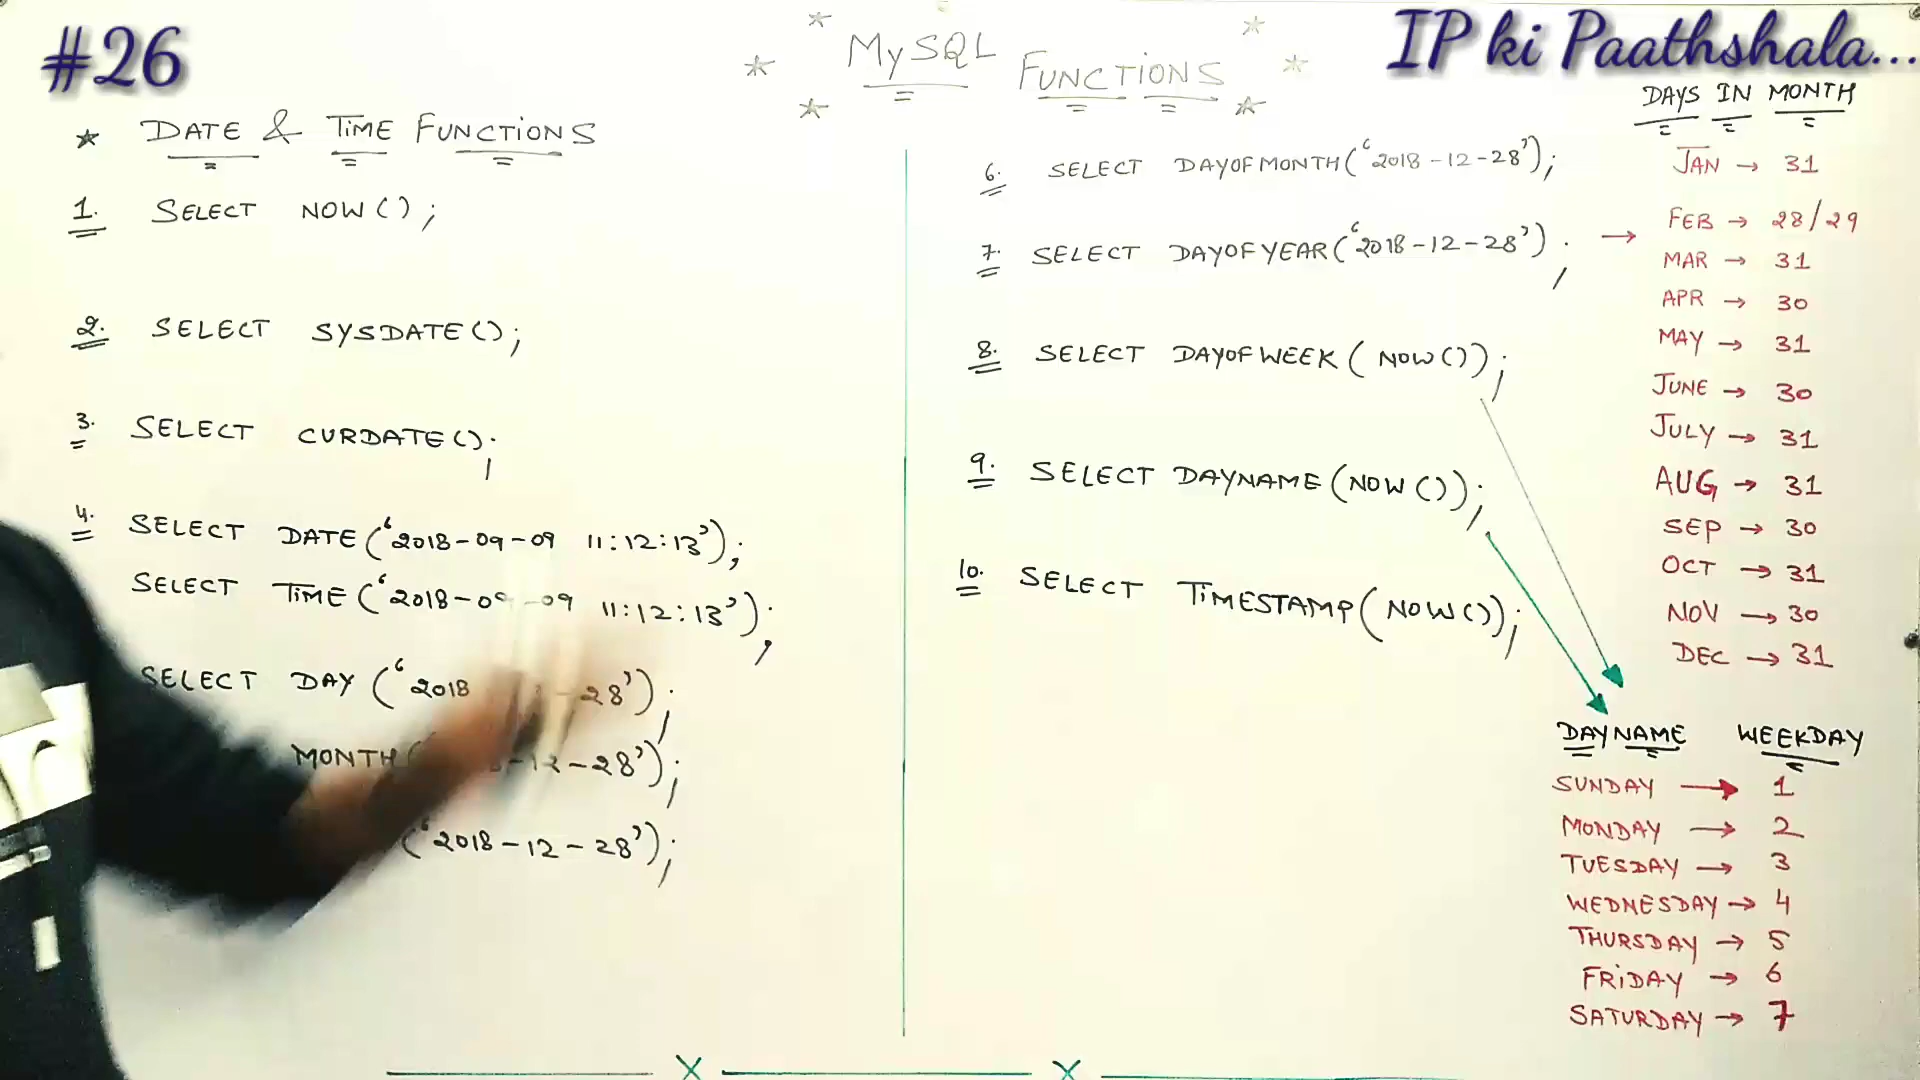 #26
MySQL FUNCTIONS
IP ki Paathshala...
★ DATE & TIME FUNCTIONS
1. SELECT NOW();
2. SELECT SYSDATE();
3. SELECT CURDATE();
4. SELECT DATE('2018-09-09 11:12:13');
SELECT TIME('2018-09-09 11:12:13');
SELECT DAY('2018 28');
MONTH( -12-28');
('2018-12-28');
6. SELECT DAYOFMONTH('2018-12-28');
7. SELECT DAYOFYEAR('2018-12-28'); →
8. SELECT DAYOFWEEK(NOW());
9. SELECT DAYNAME(NOW());
10. SELECT TIMESTAMP(NOW());
DAYS IN MONTH
JAN → 31
FEB → 28/29
MAR → 31
APR → 30
MAY → 31
JUNE → 30
JULY → 31
AUG → 31
SEP → 30
OCT → 31
NOV → 30
DEC → 31
DAYNAME WEEKDAY
SUNDAY → 1
MONDAY → 2
TUESDAY → 3
WEDNESDAY → 4
THURSDAY → 5
FRIDAY → 6
SATURDAY → 7
X X